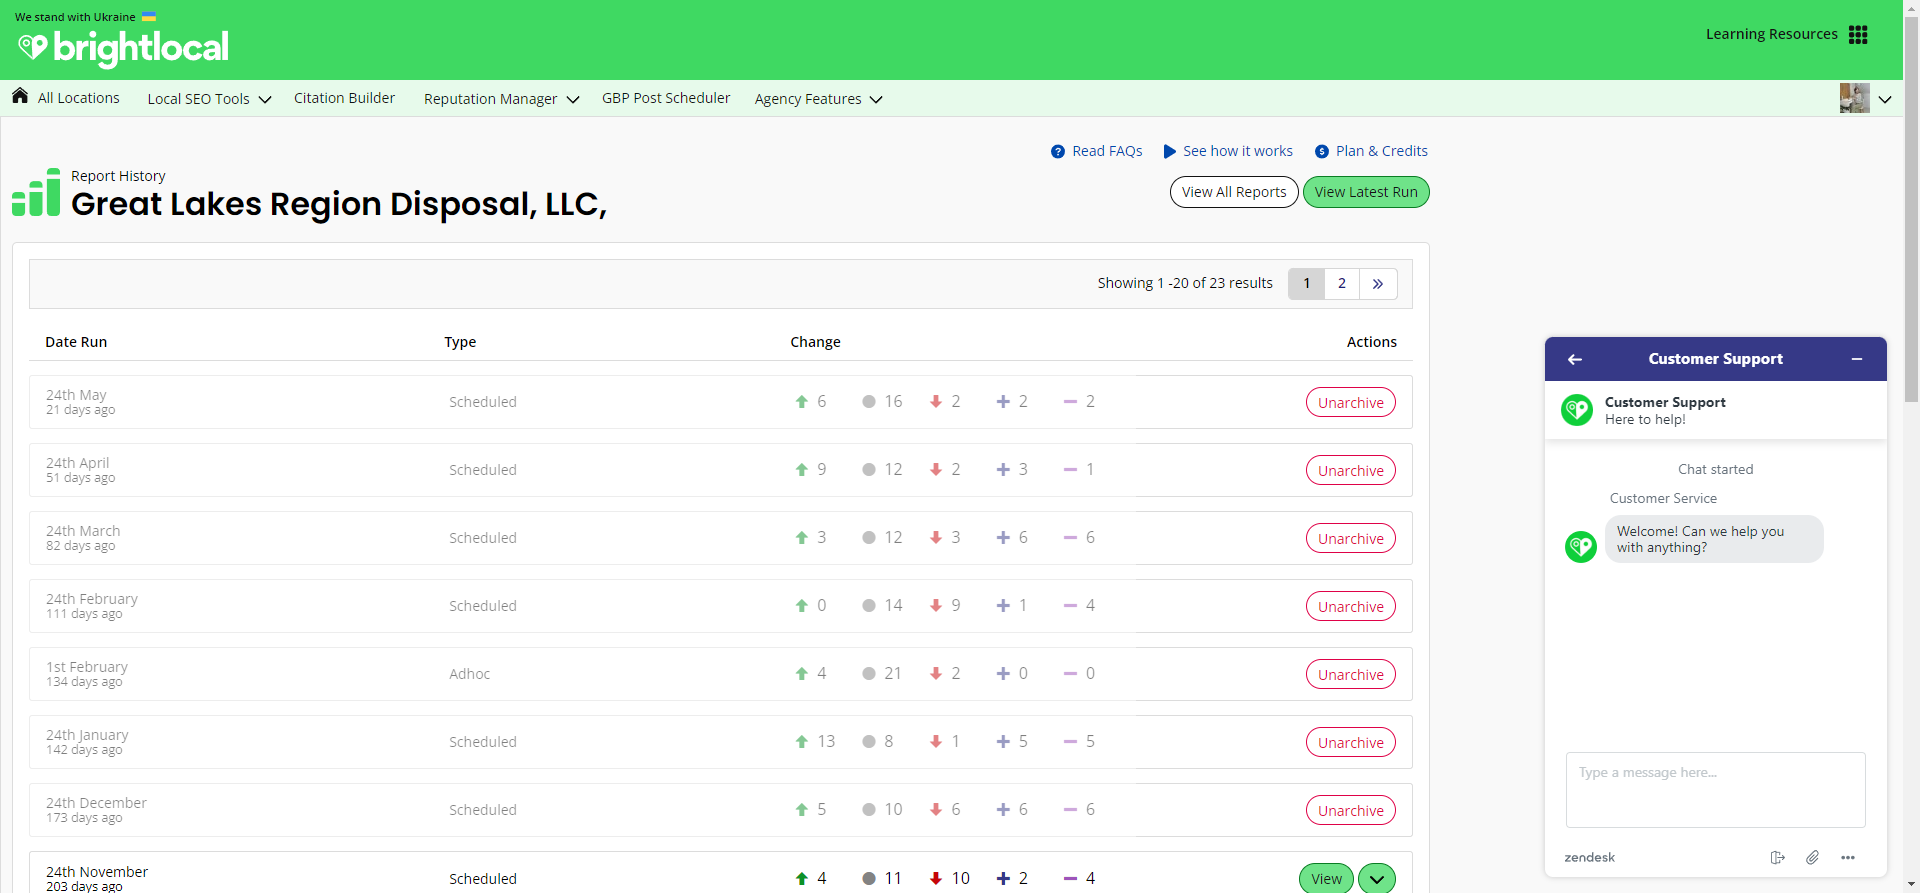 We stand with Ukraine
brightlocal
Learning Resources
All Locations
Local SEO Tools
Citation Builder
Reputation Manager
GBP Post Scheduler
Agency Features
Read FAQs
See how it works
Plan & Credits
Report History
Great Lakes Region Disposal, LLC,
View All Reports
View Latest Run
Showing 1 -20 of 23 results
1 2 »
Date Run Type Change Actions
24th May
21 days ago
Scheduled
6 16 2 2 2
Unarchive
24th April
51 days ago
Scheduled
9 12 2 3 1
Unarchive
24th March
82 days ago
Scheduled
3 12 3 6 6
Unarchive
24th February
111 days ago
Scheduled
0 14 9 1 4
Unarchive
1st February
134 days ago
Adhoc
4 21 2 0 0
Unarchive
24th January
142 days ago
Scheduled
13 8 1 5 5
Unarchive
24th December
173 days ago
Scheduled
5 10 6 6 6
Unarchive
24th November
203 days ago
Scheduled
4 11 10 2 4
View
Customer Support
Customer Support
Here to help!
Chat started
Customer Service
Welcome! Can we help you
with anything?
Type a message here...
zendesk